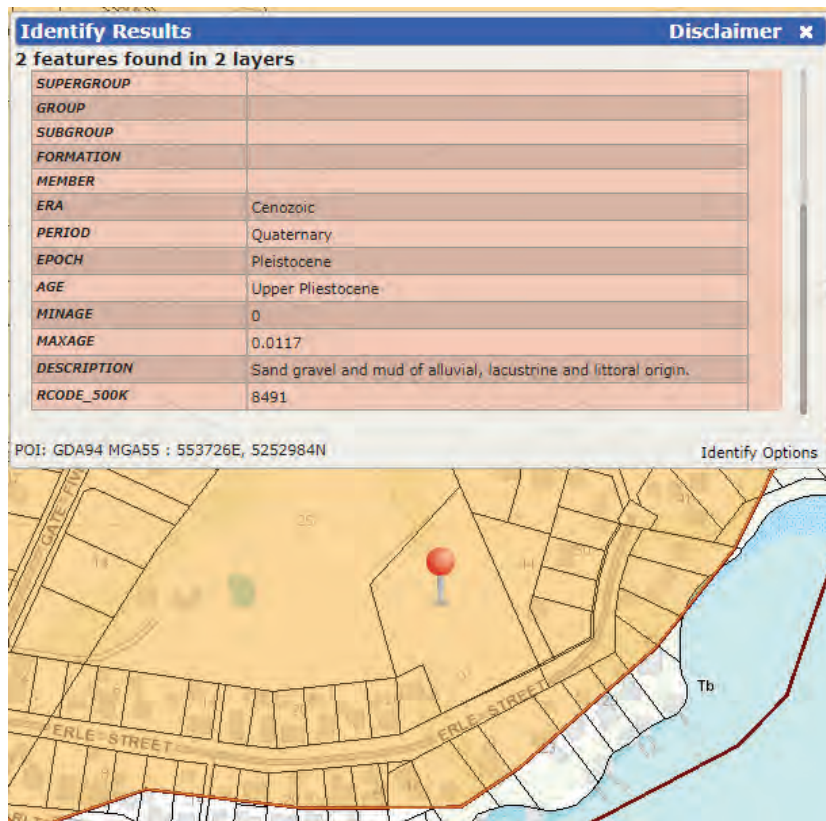 Identify Results Disclaimer ×
2 features found in 2 layers
SUPERGROUP
GROUP
SUBGROUP
FORMATION
MEMBER
ERA Cenozoic
PERIOD Quaternary
EPOCH Pleistocene
AGE Upper Pliestocene
MINAGE 0
MAXAGE 0.0117
DESCRIPTION Sand gravel and mud of alluvial, lacustrine and littoral origin.
RCODE_500K 8491
POI: GDA94 MGA55 : 553726E, 5252984N Identify Options
GATE FIVE
Tb
ERLE STREET
ERLE STREET